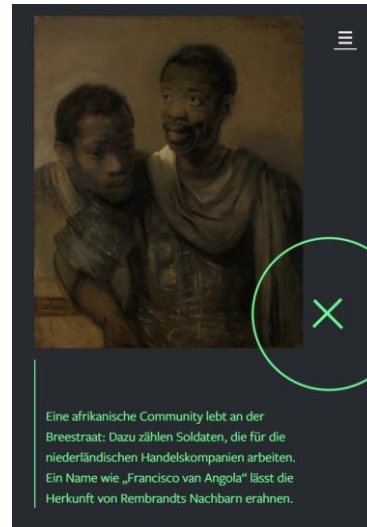 Eine afrikanische Community lebt an der
Breestraat: Dazu zählen Soldaten, die für die
niederländischen Handelskompanien arbeiten.
Ein Name wie „Francisco van Angola“ lässt die
Herkunft von Rembrandts Nachbarn erahnen.